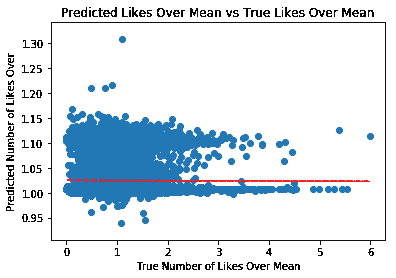 Predicted Likes Over Mean vs True Likes Over Mean
Predicted Number of Likes Over
1.30
1.25
1.20
1.15
1.10
1.05
1.00
0.95
0 1 2 3 4 5 6
True Number of Likes Over Mean